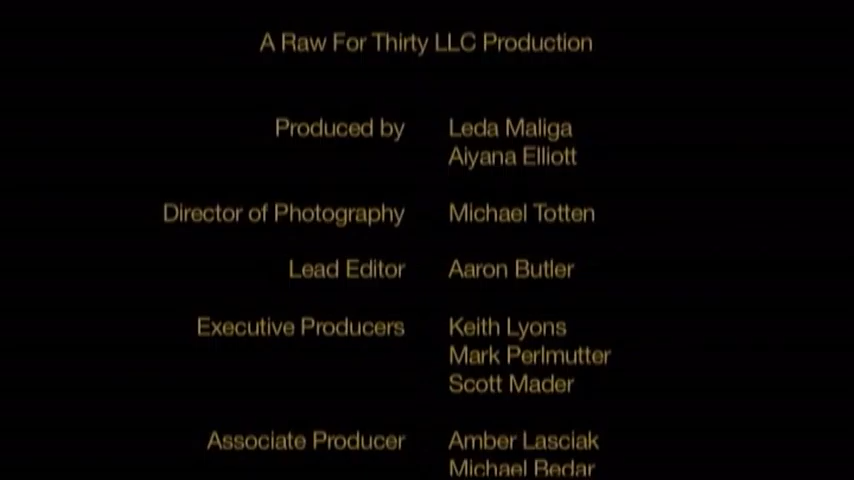 A Raw For Thirty LLC Production
Produced by Leda Maliga
Aiyana Elliott
Director of Photography Michael Totten
Lead Editor Aaron Butler
Executive Producers Keith Lyons
Mark Perlmutter
Scott Mader
Associate Producer Amber Lasciak
Michael Bedar